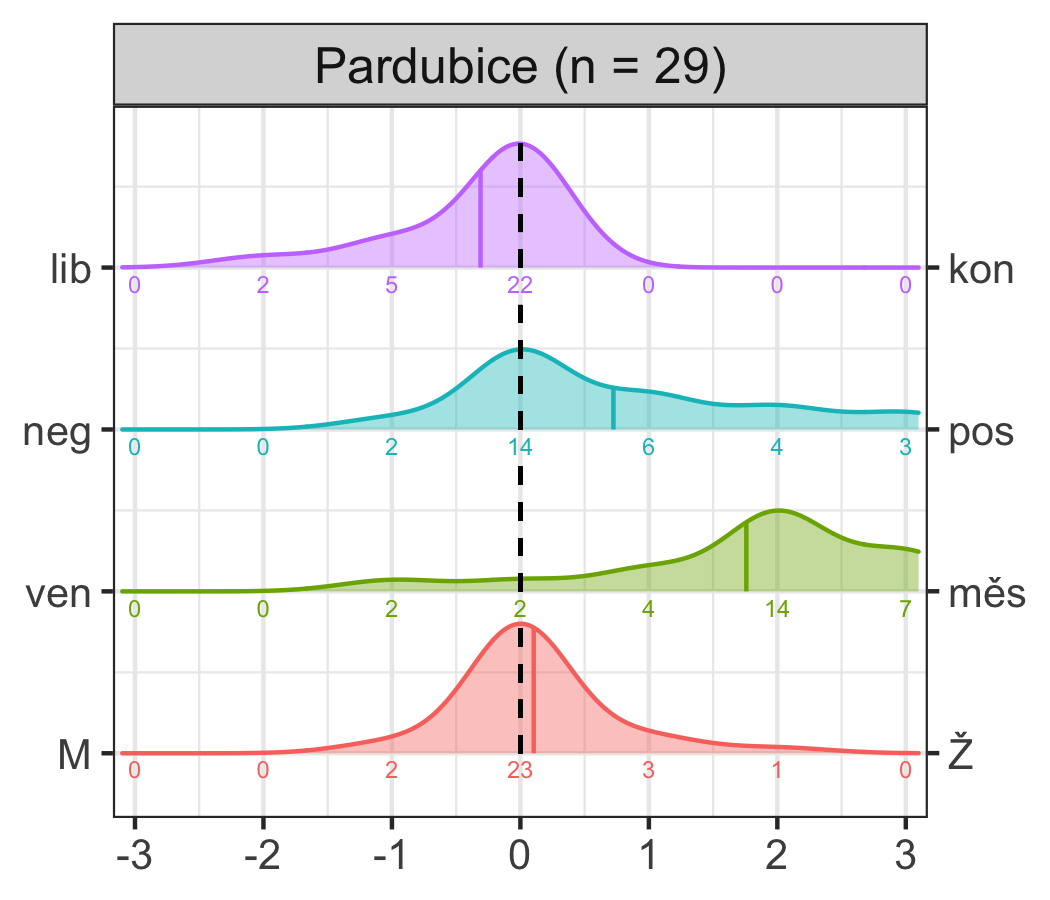 Pardubice (n = 29)
lib kon
0 2 5 22 0 0 0
neg pos
0 0 2 14 6 4 3
ven měs
0 0 2 2 4 14 7
M Ž
0 0 2 23 3 1 0
-3 -2 -1 0 1 2 3